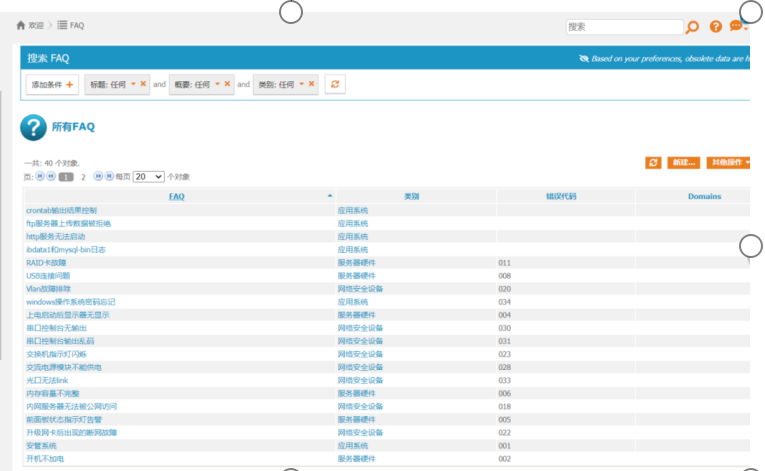 欢迎 > FAQ
搜索
搜索 FAQ
Based on your preferences, obsolete data are h
添加条件 + 标题: 任何 and 概要: 任何 and 类别: 任何
所有FAQ
一共: 40 个对象.
新建... 其他操作
页: 1 2 每页 20 个对象
FAQ 类别 错误代码 Domains
crontab输出结果控制 应用系统
ftp服务器上传数据被拒绝 应用系统
http服务无法启动 应用系统
ibdata1和mysql-bin日志 应用系统
RAID卡故障 服务器硬件 011
USB连接问题 服务器硬件 008
Vlan故障排除 网络安全设备 020
windows操作系统密码忘记 应用系统 034
上电启动后显示器无显示 服务器硬件 004
串口控制台无输出 网络安全设备 030
串口控制台输出乱码 网络安全设备 031
交换机指示灯闪烁 网络安全设备 023
交流电源模块不能供电 网络安全设备 028
光口无法link 网络安全设备 033
内存容量不完整 服务器硬件 006
内网服务器无法被公网访问 网络安全设备 018
前面板状态指示灯告警 服务器硬件 005
升级网卡后出现的断网故障 网络安全设备 022
安管系统 应用系统 001
开机不加电 服务器硬件 002